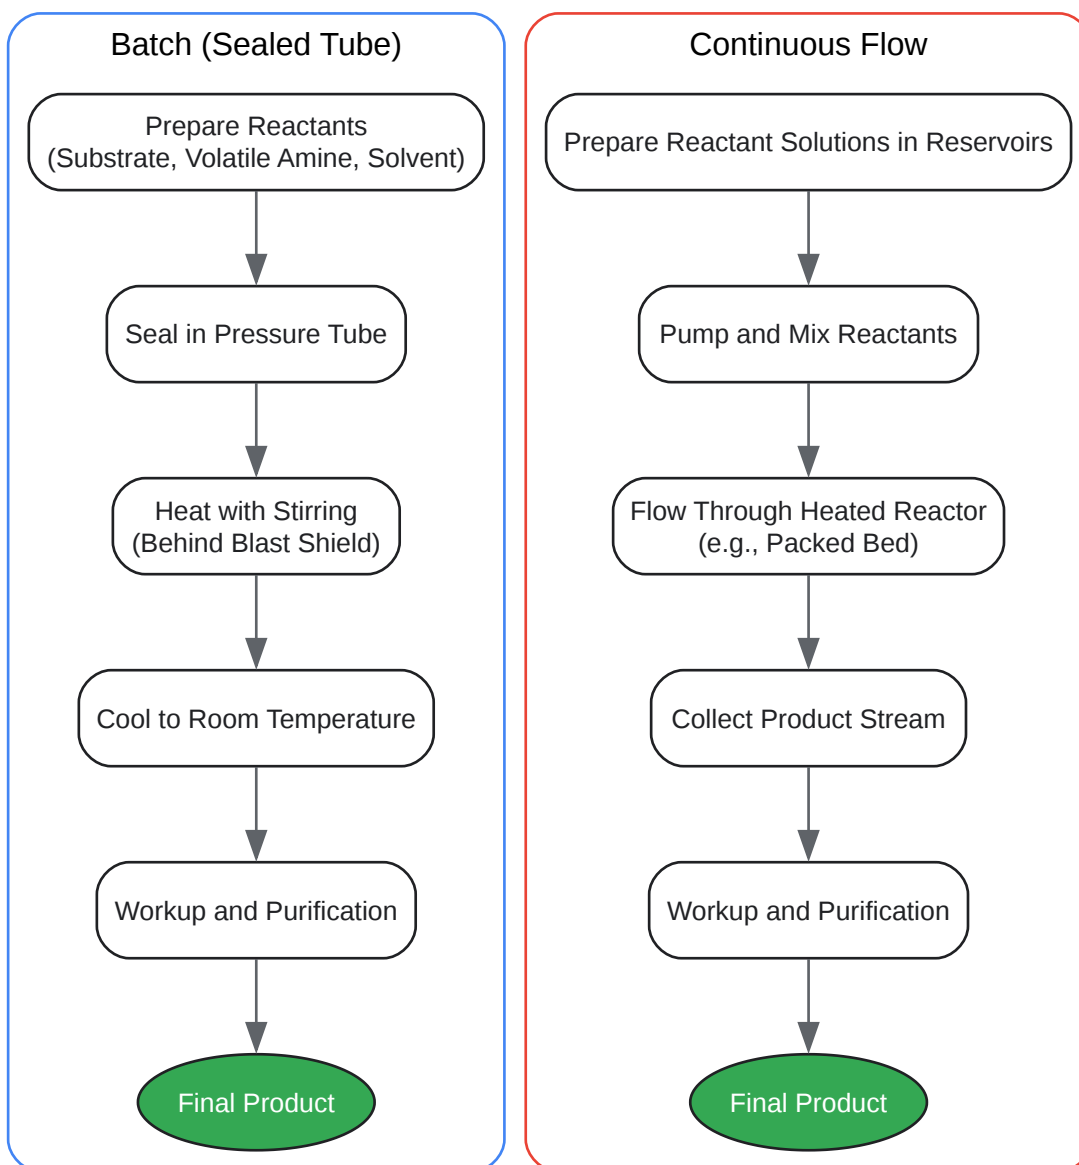 Batch (Sealed Tube)
Prepare Reactants
(Substrate, Volatile Amine, Solvent)
Seal in Pressure Tube
Heat with Stirring
(Behind Blast Shield)
Cool to Room Temperature
Workup and Purification
Final Product
Continuous Flow
Prepare Reactant Solutions in Reservoirs
Pump and Mix Reactants
Flow Through Heated Reactor
(e.g., Packed Bed)
Collect Product Stream
Workup and Purification
Final Product